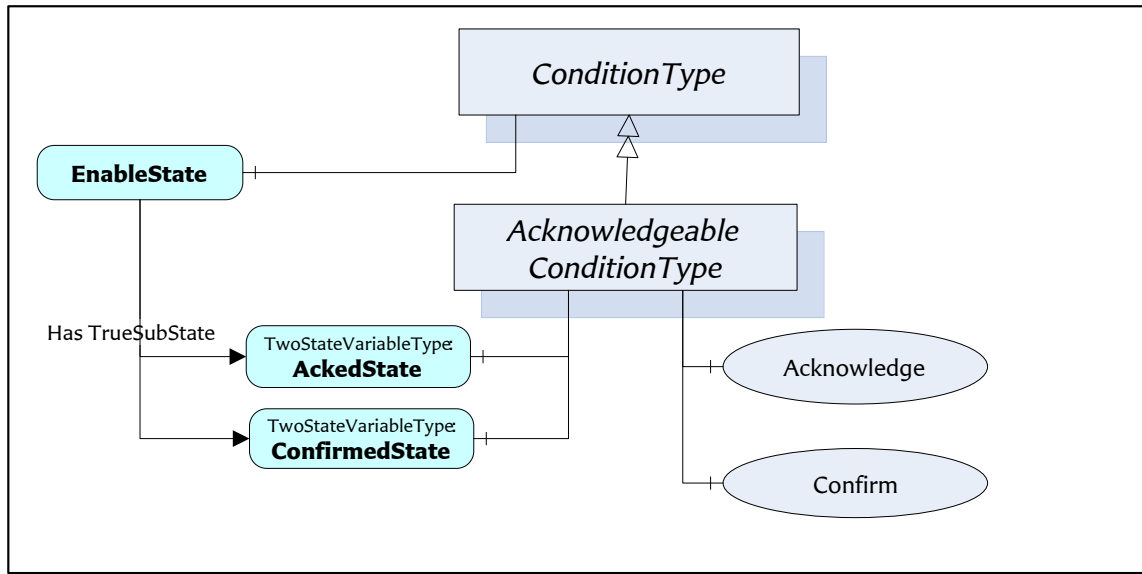 ConditionType
EnableState
Acknowledgeable
ConditionType
Has TrueSubState
TwoStateVariableType:
AckedState
Acknowledge
TwoStateVariableType:
ConfirmedState
Confirm